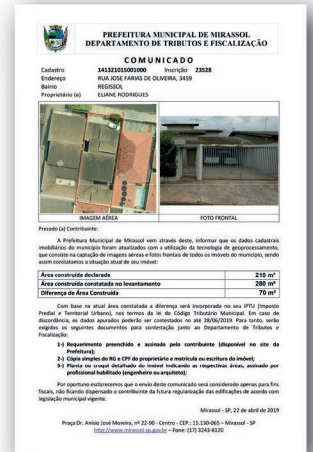 PREFEITURA MUNICIPAL DE MIRASSOL
DEPARTAMENTO DE TRIBUTOS E FISCALIZAÇÃO
COMUNICADO
Cadastro 141321015001000 Inscrição 23528
Endereço RUA JOSE FARIAS DE OLIVEIRA, 3459
Bairro REGISSOL
Proprietário (a) ELIANE RODRIGUES
IMAGEM AÉREA FOTO FRONTAL
Prezado (a) Contribuinte:
A Prefeitura Municipal de Mirassol vem através deste, informar que os dados cadastrais
imobiliários do município foram atualizados com a utilização da tecnologia de geoprocessamento,
que consiste na captação de imagens aéreas e fotos frontais de todos os imóveis do município, sendo
assim constatamos a situação atual de seu imóvel:
Área construída declarada 210 m²
Área construída constatada no levantamento 280 m²
Diferença de Área Construída 70 m²
Com base na atual área constatada a diferença será incorporada no seu IPTU (Imposto
Predial e Territorial Urbano), nos termos da lei do Código Tributário Municipal. Em caso de
discordância, os dados apurados poderão ser contestados no até 28/06/2019. Para tanto, serão
exigidos os seguintes documentos para contestação junto ao Departamento de Tributos e
Fiscalização:
1-) Requerimento preenchido e assinado pelo contribuinte (disponível no site da
Prefeitura);
2-) Cópia simples do RG e CPF do proprietário e matrícula ou escritura do imóvel;
3-) Planta ou croqui detalhado do imóvel indicando as respectivas áreas, assinado por
profissional habilitado (engenheiro ou arquiteto);
Por oportuno esclarecemos que o envio deste comunicado será considerado apenas para fins
fiscais, não ficando dispensado o contribuinte da futura regularização das edificações de acordo com
legislação municipal vigente.
Mirassol - SP, 22 de abril de 2019
Praça Dr. Anísio José Moreira, nº 22-90 - Centro - CEP.: 15.130-065 – Mirassol - SP
http://www.mirassol.sp.gov.br – Fone: (17) 3243-8120